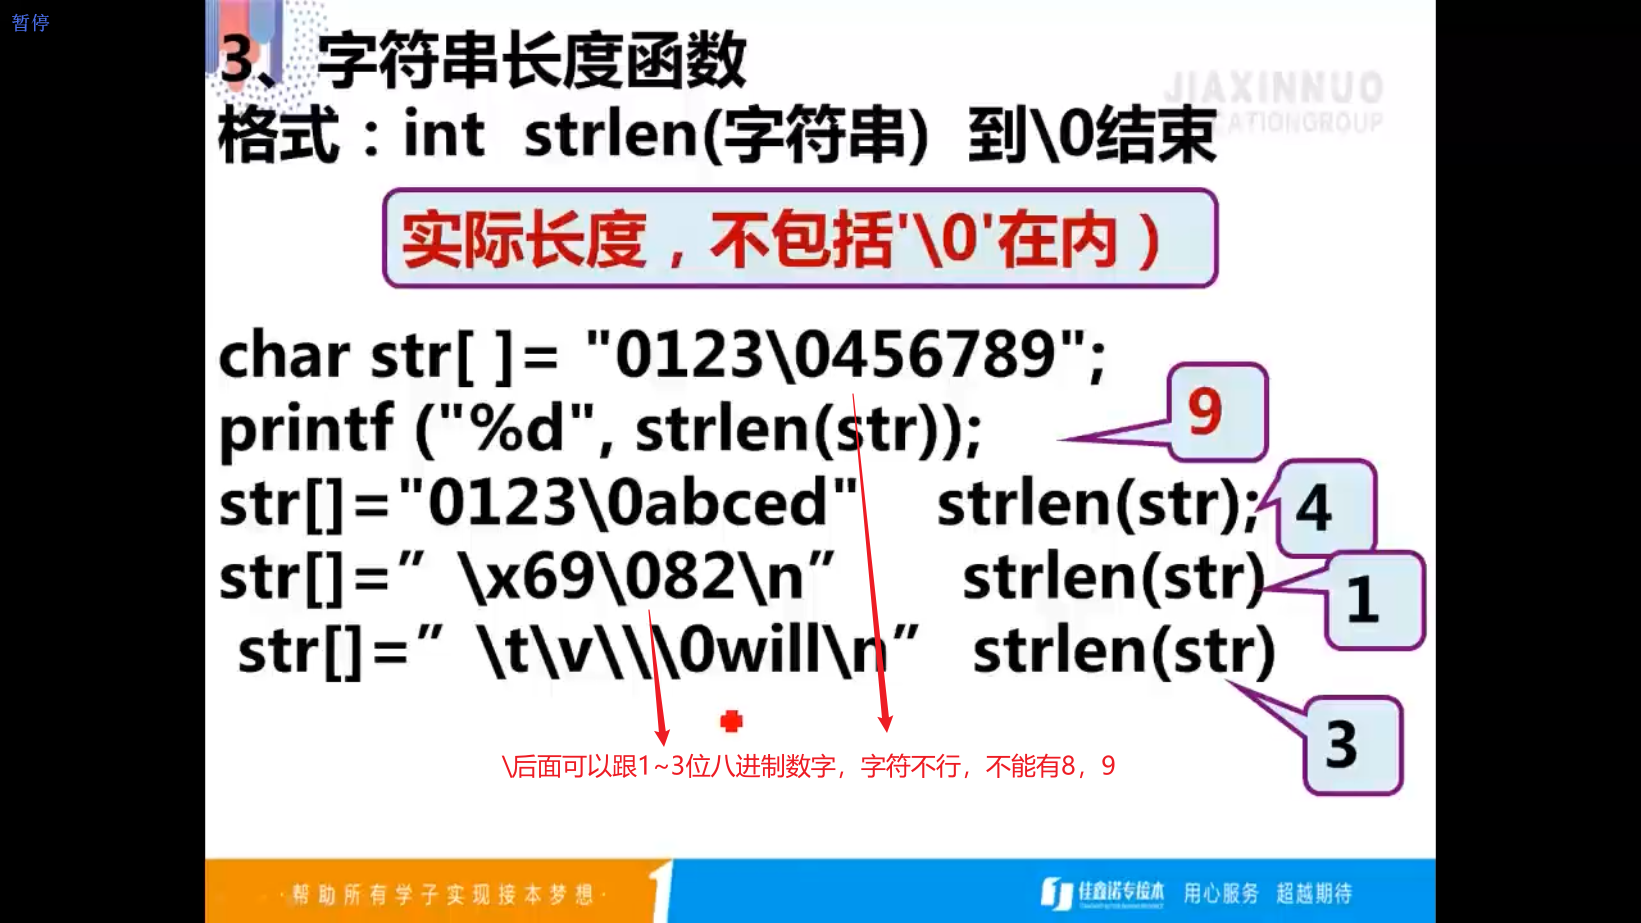 暂停
3、字符串长度函数
JIAXINNUO
CATIONGROUP
格式：int strlen(字符串) 到\0结束
实际长度，不包括'\0'在内）
char str[ ]= "0123\0456789";
printf ("%d", strlen(str));
9
str[]="0123\0abced" strlen(str);
4
str[]=” \x69\082\n” strlen(str)
1
str[]=” \t\v\\\0will\n” strlen(str)
3
\后面可以跟1~3位八进制数字，字符不行，不能有8，9
·帮助所有学子实现接本梦想·
佳鑫诺专接本 用心服务 超越期待